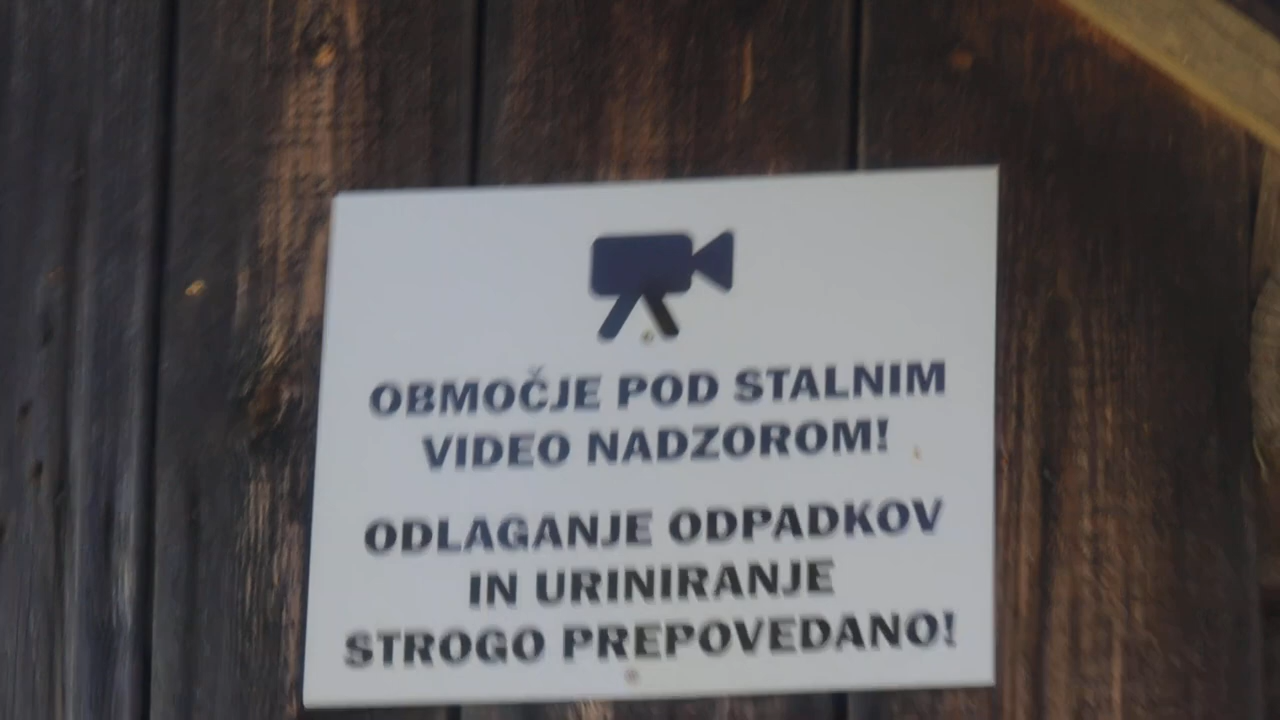 OBMOČJE POD STALNIM
VIDEO NADZOROM!
ODLAGANJE ODPADKOV
IN URINIRANJE
STROGO PREPOVEDANO!